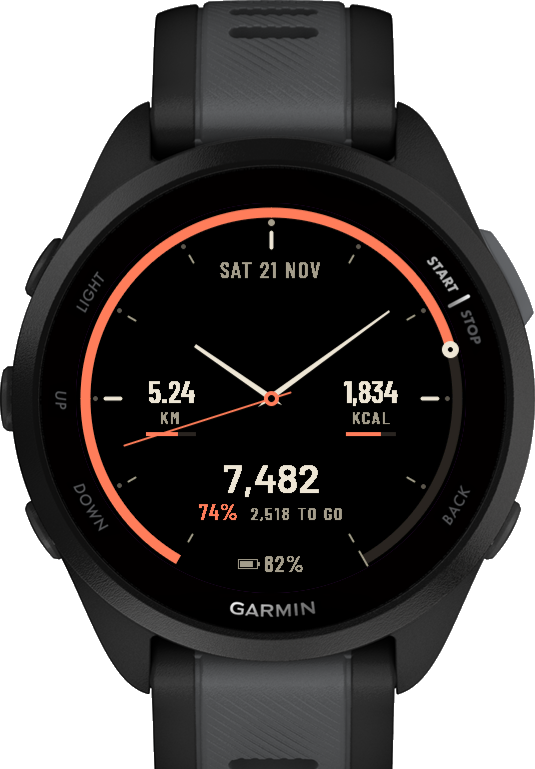 SAT 21 NOV
LIGHT
START
STOP
5.24
KM
1,834
KCAL
UP
7,482
74% 2,518 TO GO
DOWN
BACK
82%
GARMIN